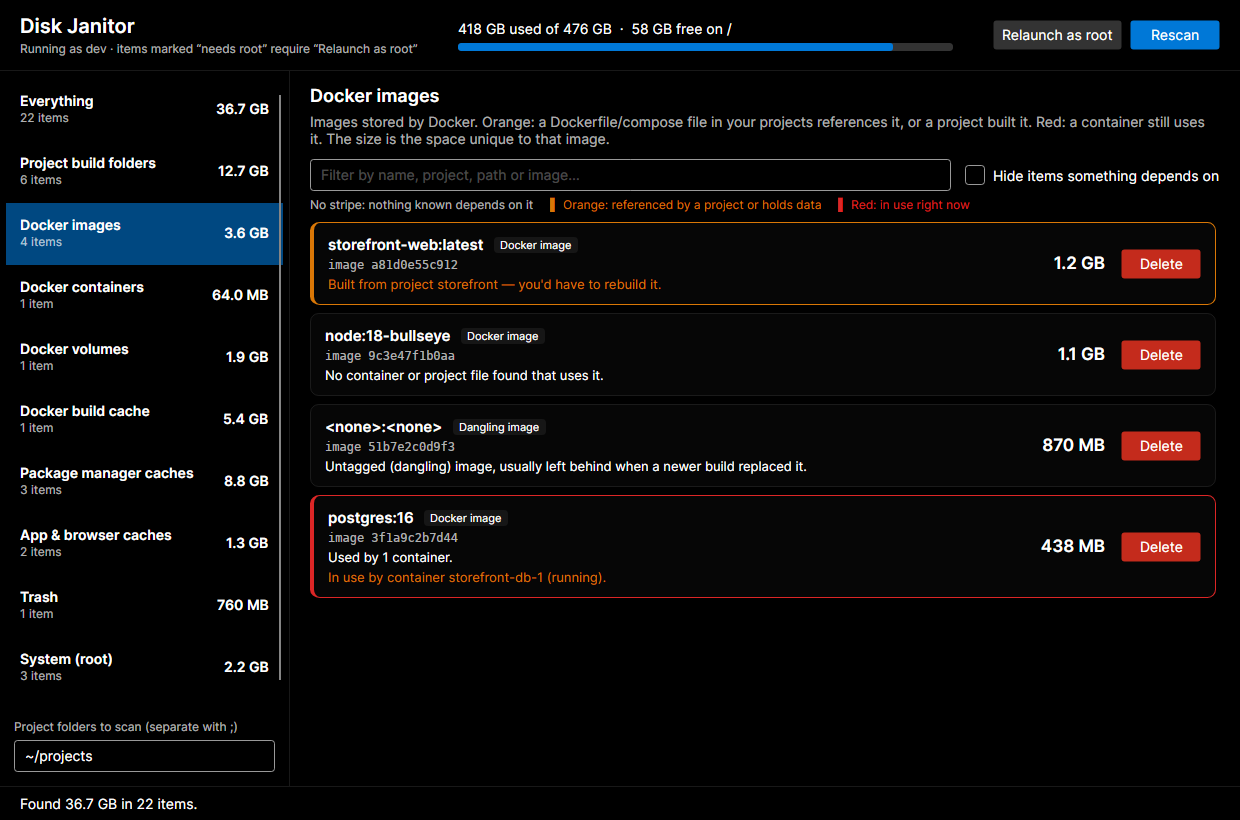 Disk Janitor
Running as dev · items marked “needs root” require “Relaunch as root”
418 GB used of 476 GB · 58 GB free on /
Relaunch as root
Rescan
Everything
22 items
36.7 GB
Project build folders
6 items
12.7 GB
Docker images
4 items
3.6 GB
Docker containers
1 item
64.0 MB
Docker volumes
1 item
1.9 GB
Docker build cache
1 item
5.4 GB
Package manager caches
3 items
8.8 GB
App & browser caches
2 items
1.3 GB
Trash
1 item
760 MB
System (root)
3 items
2.2 GB
Project folders to scan (separate with ;)
~/projects
Docker images
Images stored by Docker. Orange: a Dockerfile/compose file in your projects references it, or a project built it. Red: a container still uses
it. The size is the space unique to that image.
Filter by name, project, path or image...
Hide items something depends on
No stripe: nothing known depends on it
Orange: referenced by a project or holds data
Red: in use right now
storefront-web:latest Docker image
image a81d0e55c912
Built from project storefront — you'd have to rebuild it.
1.2 GB
Delete
node:18-bullseye Docker image
image 9c3e47f1b0aa
No container or project file found that uses it.
1.1 GB
Delete
<none>:<none> Dangling image
image 51b7e2c0d9f3
Untagged (dangling) image, usually left behind when a newer build replaced it.
870 MB
Delete
postgres:16 Docker image
image 3f1a9c2b7d44
Used by 1 container.
In use by container storefront-db-1 (running).
438 MB
Delete
Found 36.7 GB in 22 items.